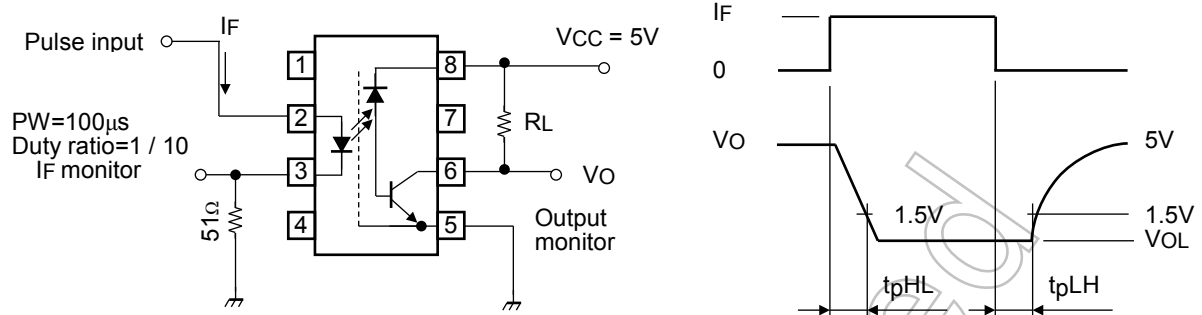 Pulse input
IF
VCC = 5V
1
8
PW=100μs
Duty ratio=1 / 10
2
7
RL
IF monitor
3
6
VO
51Ω
4
5
Output
monitor
IF
0
VO
5V
1.5V
1.5V
VOL
tpHL
tpLH